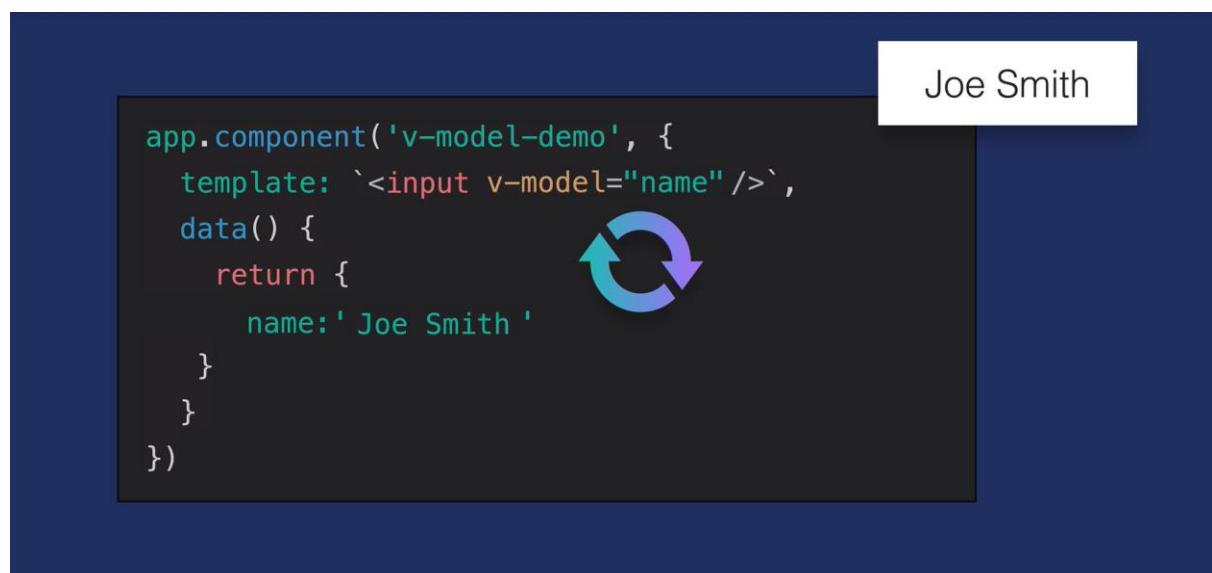 Joe Smith
app.component('v-model-demo', {
  template: `<input v-model="name"/>`,
  data() {
    return {
      name:' Joe Smith '
   }
  }
})